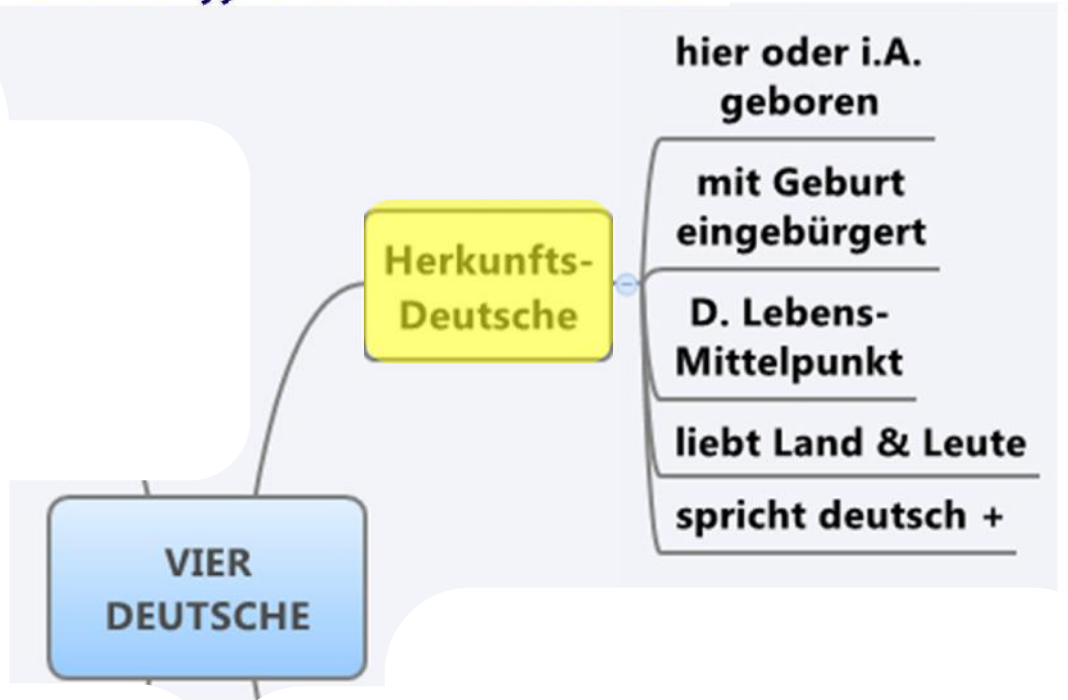 hier oder i.A.
geboren
mit Geburt
eingebürgert
Herkunfts-
Deutsche
D. Lebens-
Mittelpunkt
liebt Land & Leute
spricht deutsch +
VIER
DEUTSCHE